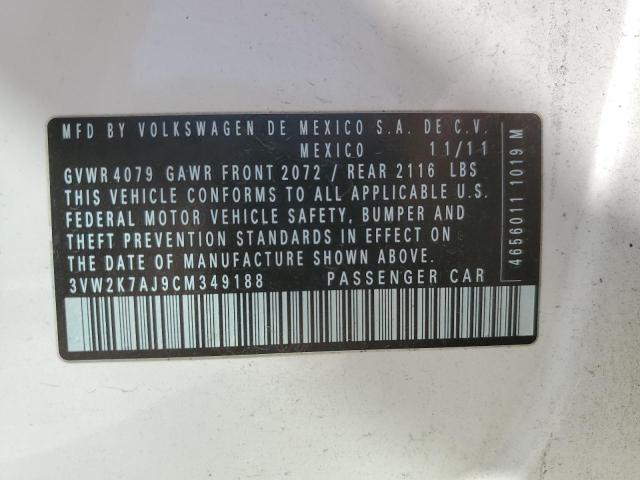 MFD BY VOLKSWAGEN DE MEXICO S.A. DE C.V.
MEXICO 11/11
GVWR 4079 GAWR FRONT 2072 / REAR 2116 LBS
THIS VEHICLE CONFORMS TO ALL APPLICABLE U.S.
FEDERAL MOTOR VEHICLE SAFETY, BUMPER AND
THEFT PREVENTION STANDARDS IN EFFECT ON
THE DATE OF MANUFACTURE SHOWN ABOVE.
3VW2K7AJ9CM349188 PASSENGER CAR
4656011 1019 M